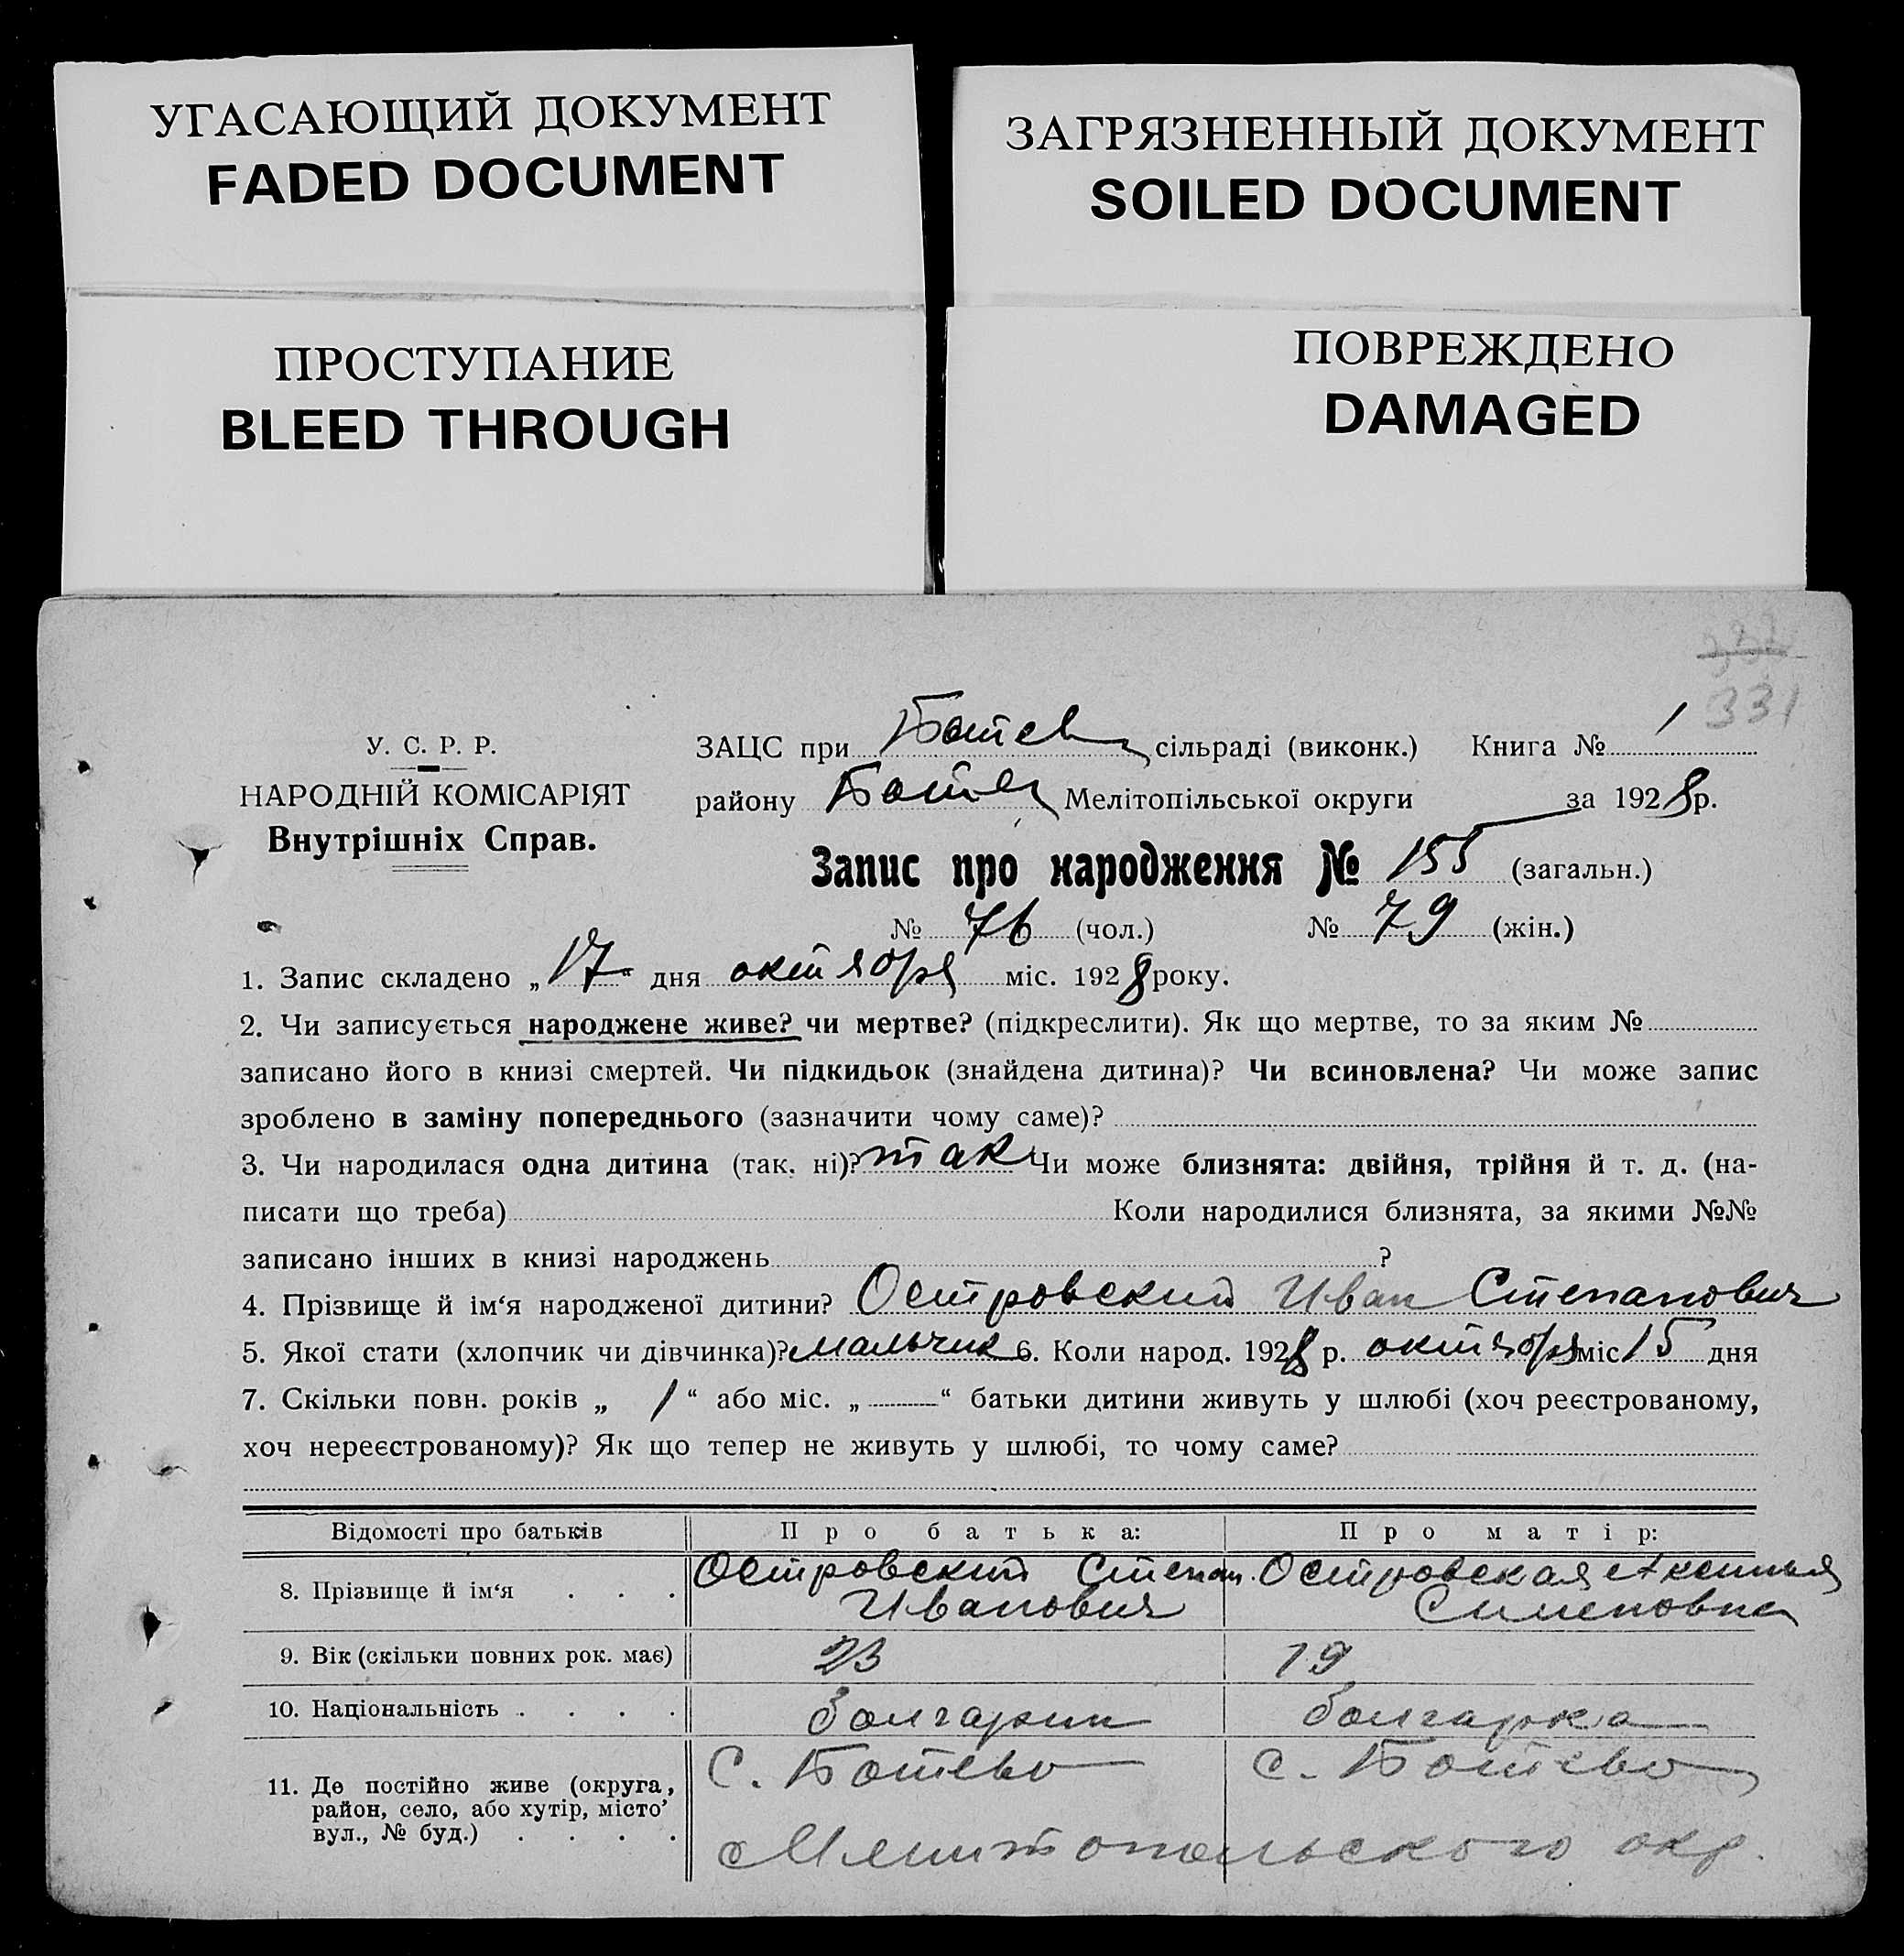 УГАСАЮЩИЙ ДОКУМЕНТ
FADED DOCUMENT
ЗАГРЯЗНЕННЫЙ ДОКУМЕНТ
SOILED DOCUMENT
ПРОСТУПАНИЕ
BLEED THROUGH
ПОВРЕЖДЕНО
DAMAGED
331
У. С. Р. Р.
НАРОДНІЙ КОМІСАРІЯТ
Внутрішніх Справ.
ЗАЦС при Ботев сільраді (виконк.) Книга № 1
району Ботев Мелітопільської округи за 1928 р.
Запис про народження № 155 (загальн.)
№ 76 (чол.) № 79 (жін.)
1. Запис складено „17“ дня октября міс. 1928 року.
2. Чи записується народжене живе? чи мертве? (підкреслити). Як що мертве, то за яким №
записано його в книзі смертей. Чи підкидьок (знайдена дитина)? Чи всиновлена? Чи може запис
зроблено в заміну попереднього (зазначити чому саме)?
3. Чи народилася одна дитина (так, ні)? так Чи може близнята: двійня, трійня й т. д. (на-
писати що треба) Коли народилися близнята, за якими №№
записано інших в книзі народжень ?
4. Прізвище й ім‘я народженої дитини? Островский Иван Степанович
5. Якої стати (хлопчик чи дівчинка)? мальчик 6. Коли народ. 1928 р. октября міс 15 дня
7. Скільки повн. років „ 1 “ або міс. „ — “ батьки дитини живуть у шлюбі (хоч реєстрованому,
хоч нереєстрованому)? Як що тепер не живуть у шлюбі, то чому саме?
Відомості про батьків Про батька: Про матір:
8. Прізвище й ім‘я . . . Островский Степан Островская Аксинья
Иванович Сименовна
9. Вік (скільки повних рок. має) 23 19
10. Національність . . . . болгарин болгарка
11. Де постійно живе (округа, с. Ботево с. Ботево
район, село, або хутір, місто,
вул., № буд.) . . . . Мелитопольского окр.